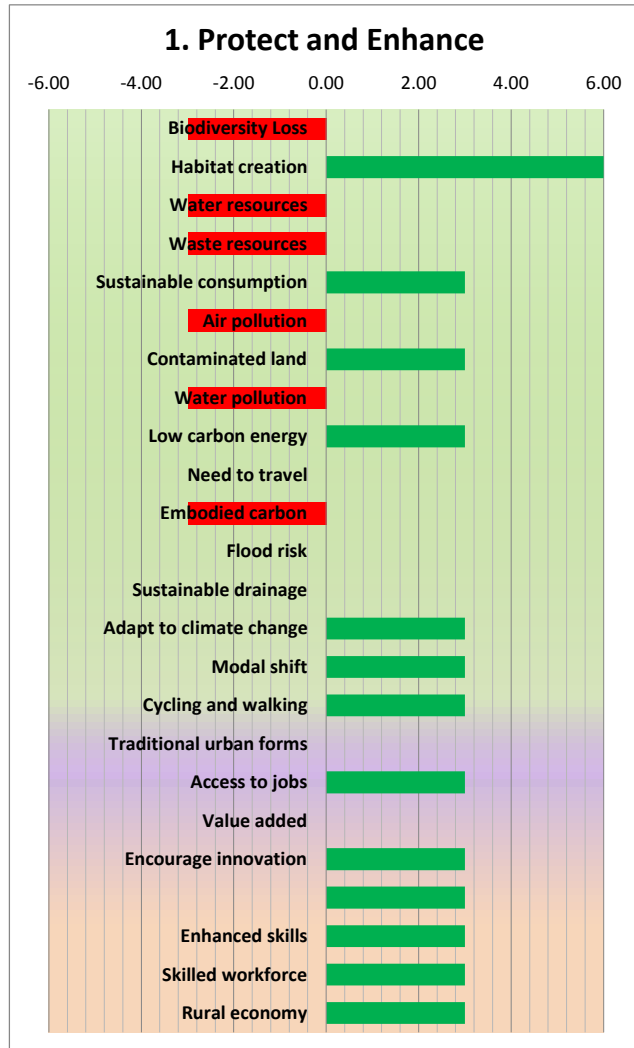 1. Protect and Enhance
-6.00 -4.00 -2.00 0.00 2.00 4.00 6.00
Biodiversity Loss
Habitat creation
Water resources
Waste resources
Sustainable consumption
Air pollution
Contaminated land
Water pollution
Low carbon energy
Need to travel
Embodied carbon
Flood risk
Sustainable drainage
Adapt to climate change
Modal shift
Cycling and walking
Traditional urban forms
Access to jobs
Value added
Encourage innovation
Enhanced skills
Skilled workforce
Rural economy